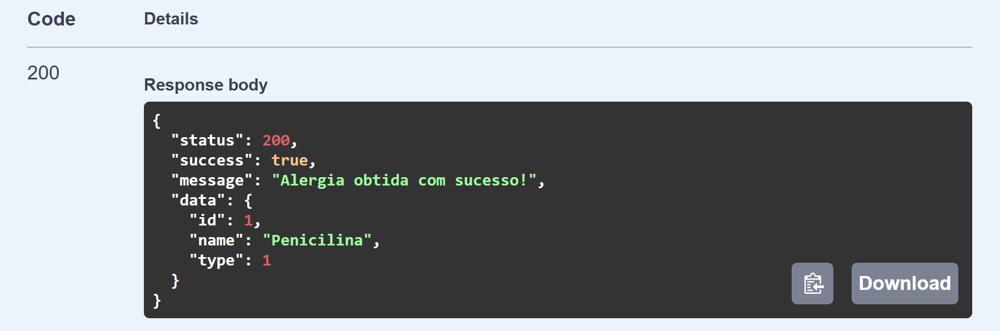 Code Details
200
Response body
{
  "status": 200,
  "success": true,
  "message": "Alergia obtida com sucesso!",
  "data": {
    "id": 1,
    "name": "Penicilina",
    "type": 1
  }
}
Download